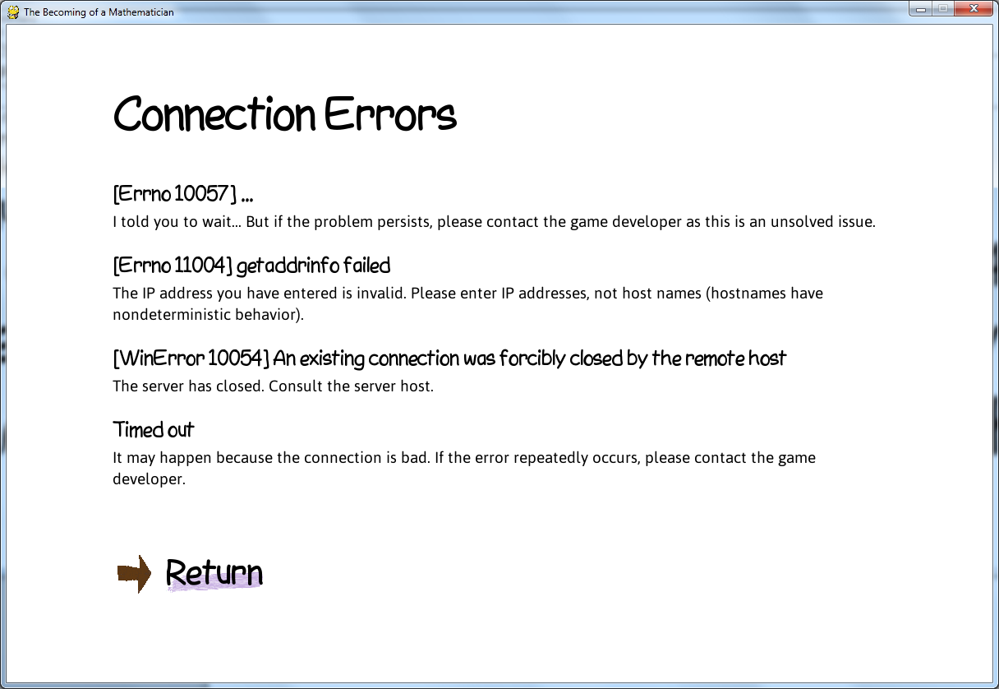 The Becoming of a Mathematician
Connection Errors
[Errno 10057] ...
I told you to wait... But if the problem persists, please contact the game developer as this is an unsolved issue.
[Errno 11004] getaddrinfo failed
The IP address you have entered is invalid. Please enter IP addresses, not host names (hostnames have
nondeterministic behavior).
[WinError 10054] An existing connection was forcibly closed by the remote host
The server has closed. Consult the server host.
Timed out
It may happen because the connection is bad. If the error repeatedly occurs, please contact the game
developer.
Return